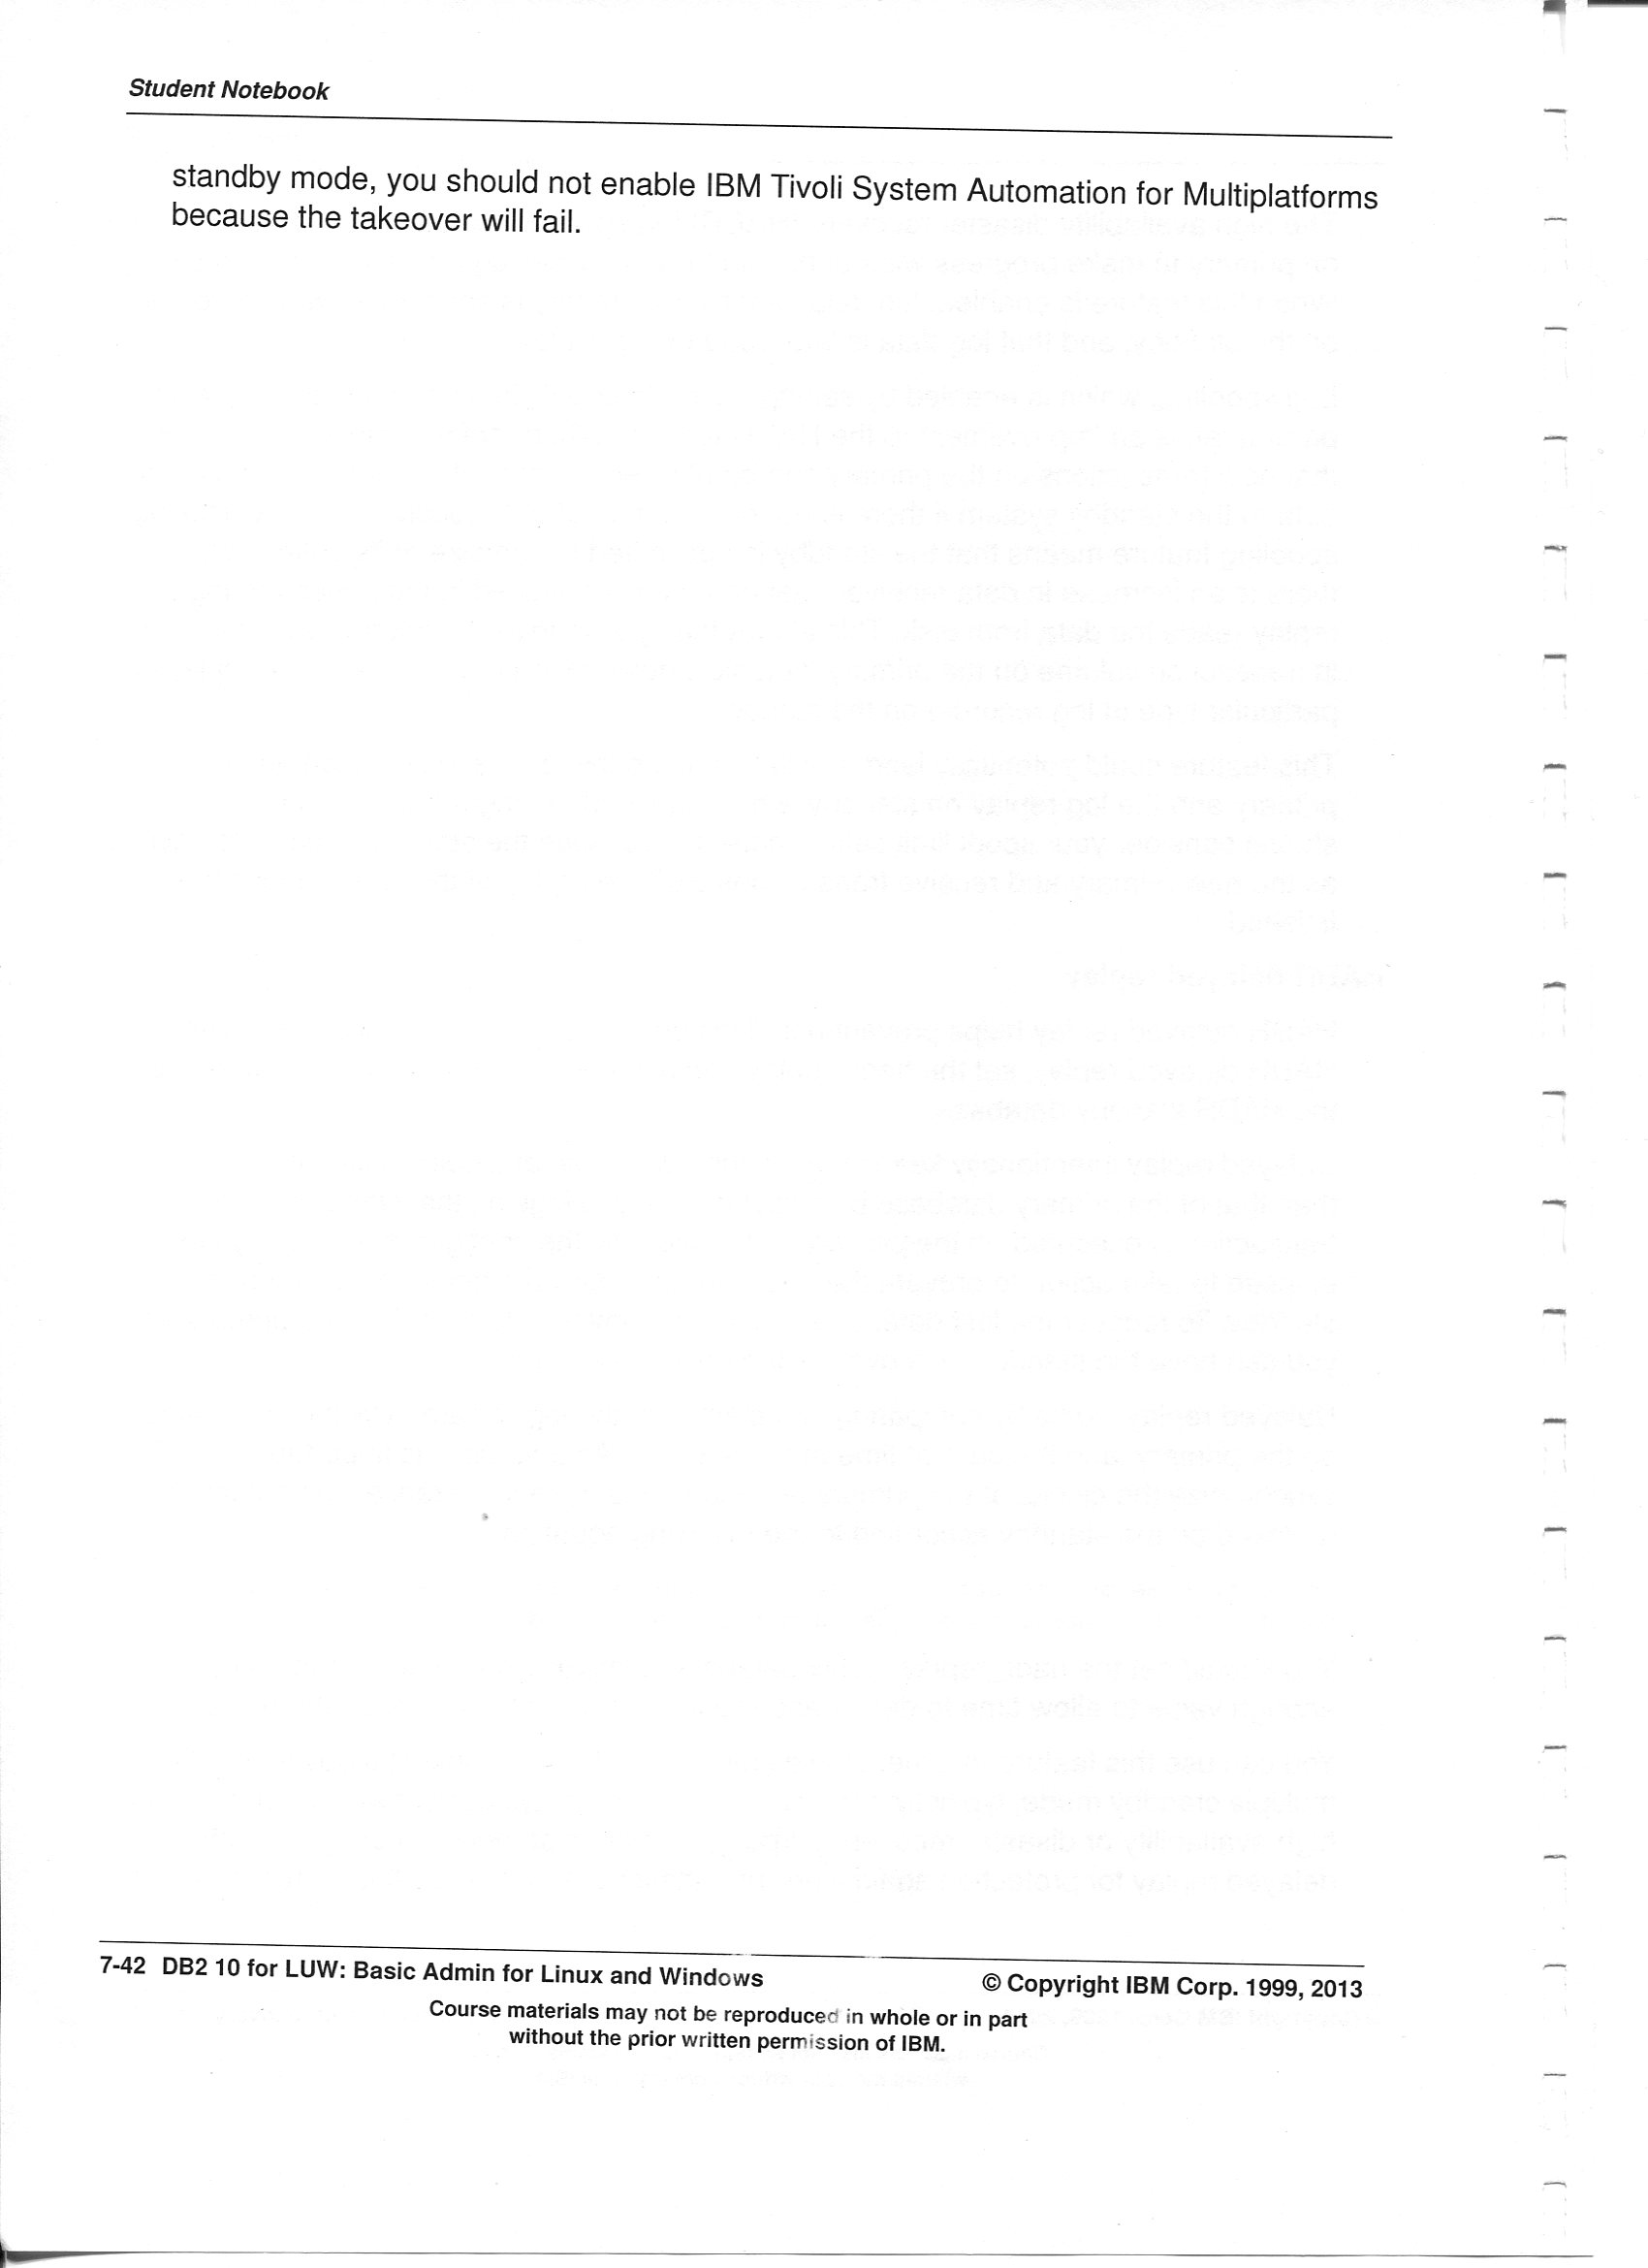 Student Notebook
standby mode, you should not enable IBM Tivoli System Automation for Multiplatforms
because the takeover will fail.
7-42 DB2 10 for LUW: Basic Admin for Linux and Windows © Copyright IBM Corp. 1999, 2013
Course materials may not be reproduced in whole or in part
without the prior written permission of IBM.